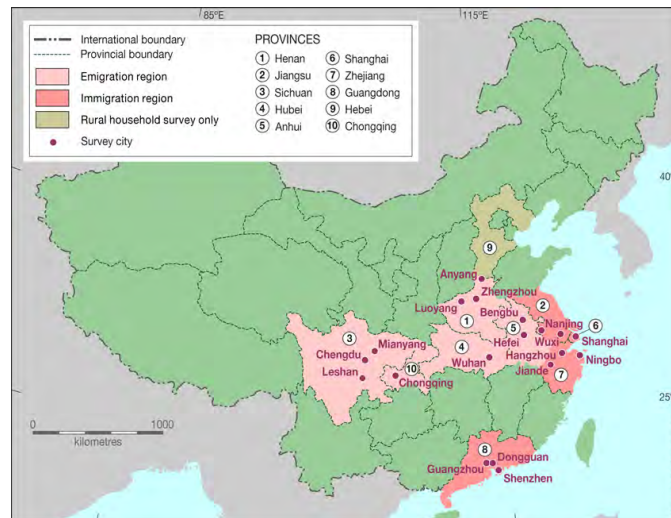 85°E
115°E
International boundary
Provincial boundary
Emigration region
Immigration region
Rural household survey only
Survey city
PROVINCES
1 Henan
2 Jiangsu
3 Sichuan
4 Hubei
5 Anhui
6 Shanghai
7 Zhejiang
8 Guangdong
9 Hebei
10 Chongqing
40°
9
Anyang
Zhengzhou
Luoyang
Bengbu
2
1
5
Nanjing
6
3
Mianyang
Hefei
Wuxi
Shanghai
4
Chengdu
10
Wuhan
Hangzhou
Ningbo
Leshan
Chongqing
Jiande
7
25°
0
1000
kilometres
8
Dongguan
Guangzhou
Shenzhen